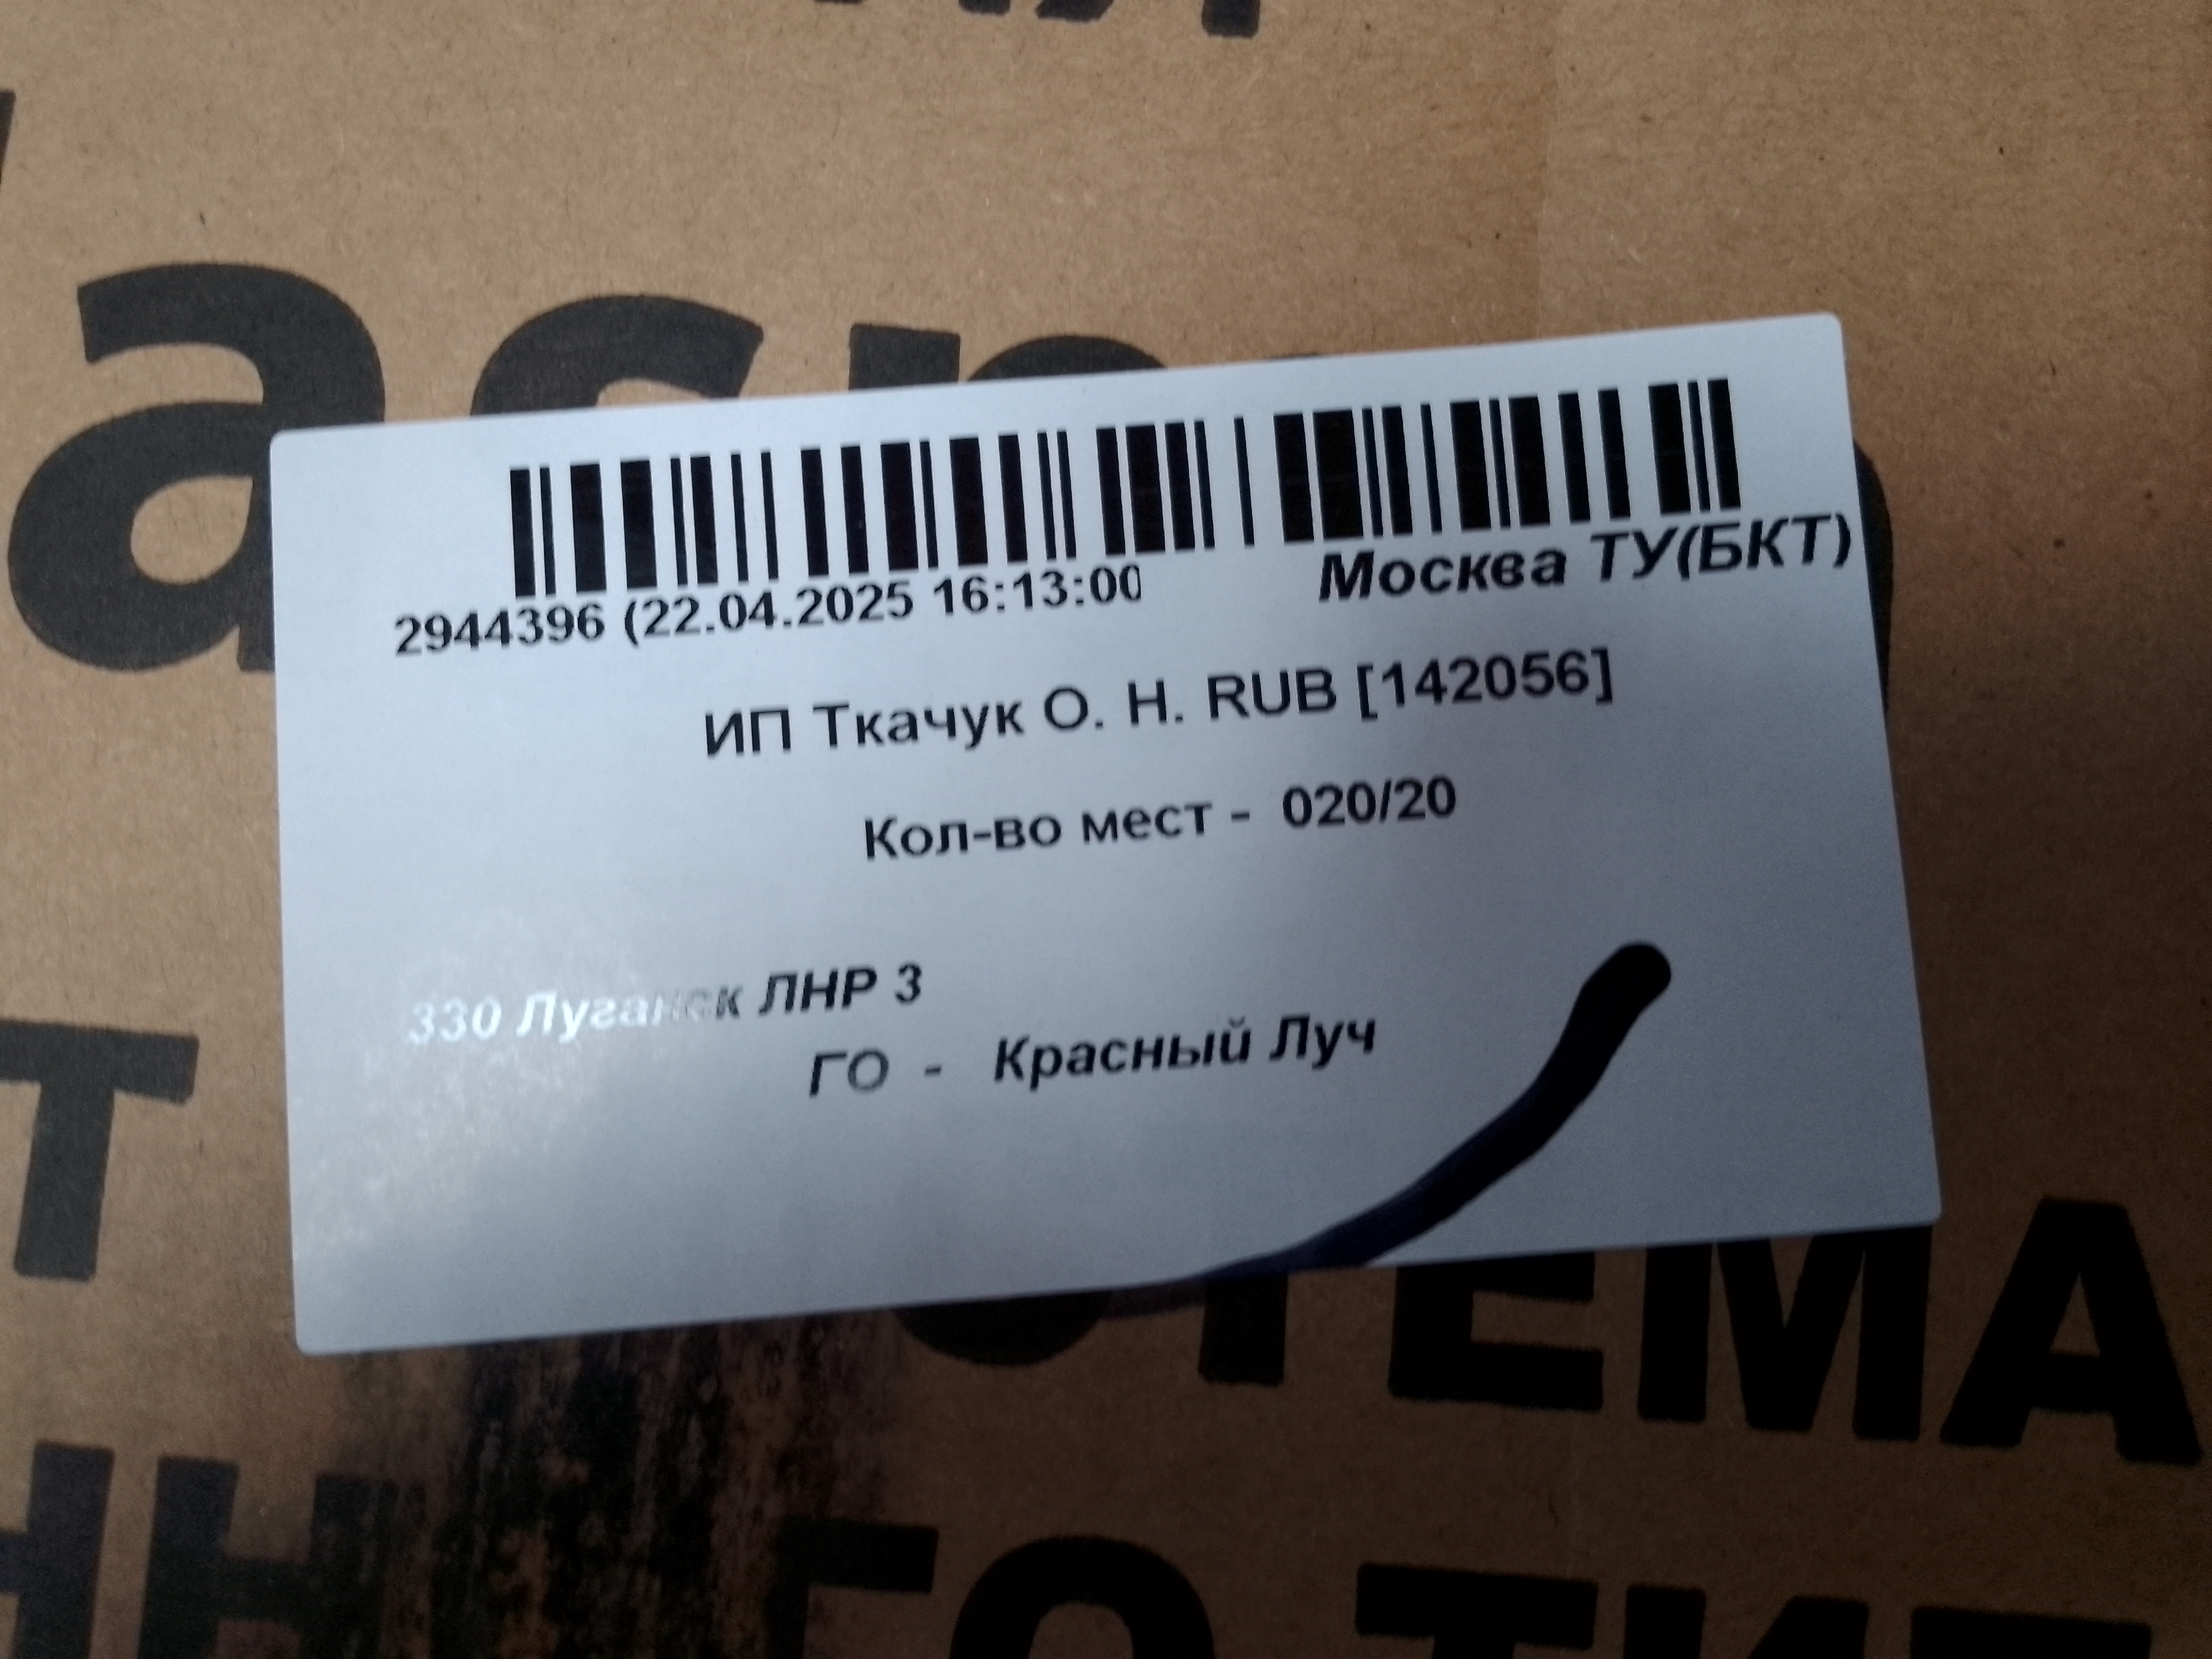 2944396 (22.04.2025 16:13:00
Москва ТУ(БКТ)
ИП Ткачук О. Н. RUB [142056]
Кол-во мест - 020/20
330 Луганск ЛНР 3
ГО - Красный Луч